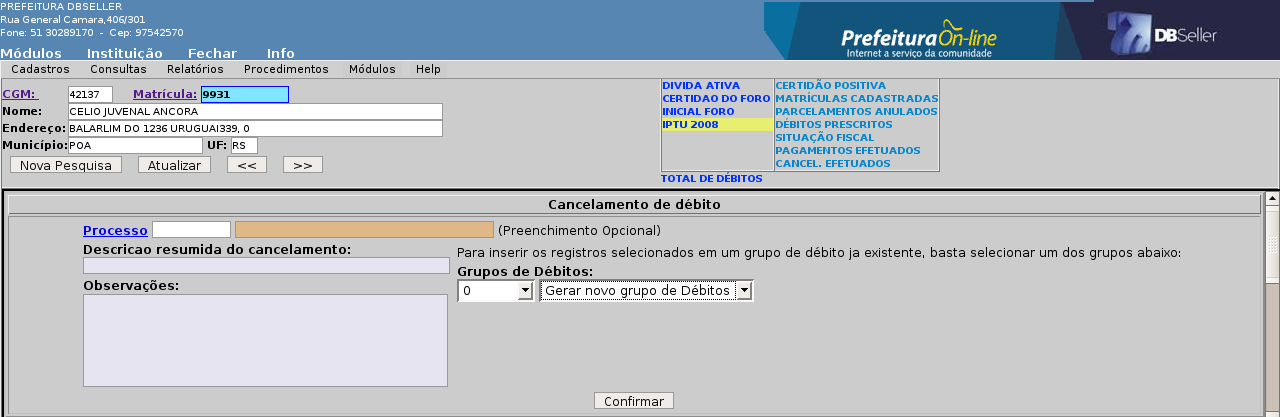 PREFEITURA DBSELLER
Rua General Camara,406/301
Fone: 51 30289170 - Cep: 97542570
Prefeitura On-line
Internet a serviço da comunidade
DBSeller
Módulos Instituição Fechar Info
Cadastros Consultas Relatórios Procedimentos Módulos Help
CGM: 42137 Matrícula: 9931
Nome: CELIO JUVENAL ANCORA
Endereço: BALARLIM DO 1236 URUGUAI339, 0
Município: POA UF: RS
Nova Pesquisa Atualizar << >>
DIVIDA ATIVA
CERTIDAO DO FORO
INICIAL FORO
IPTU 2008
CERTIDÃO POSITIVA
MATRÍCULAS CADASTRADAS
PARCELAMENTOS ANULADOS
DÉBITOS PRESCRITOS
SITUAÇÃO FISCAL
PAGAMENTOS EFETUADOS
CANCEL. EFETUADOS
TOTAL DE DÉBITOS
Cancelamento de débito
Processo (Preenchimento Opcional)
Descricao resumida do cancelamento:
Observações:
Para inserir os registros selecionados em um grupo de débito ja existente, basta selecionar um dos grupos abaixo:
Grupos de Débitos:
0 Gerar novo grupo de Débitos
Confirmar